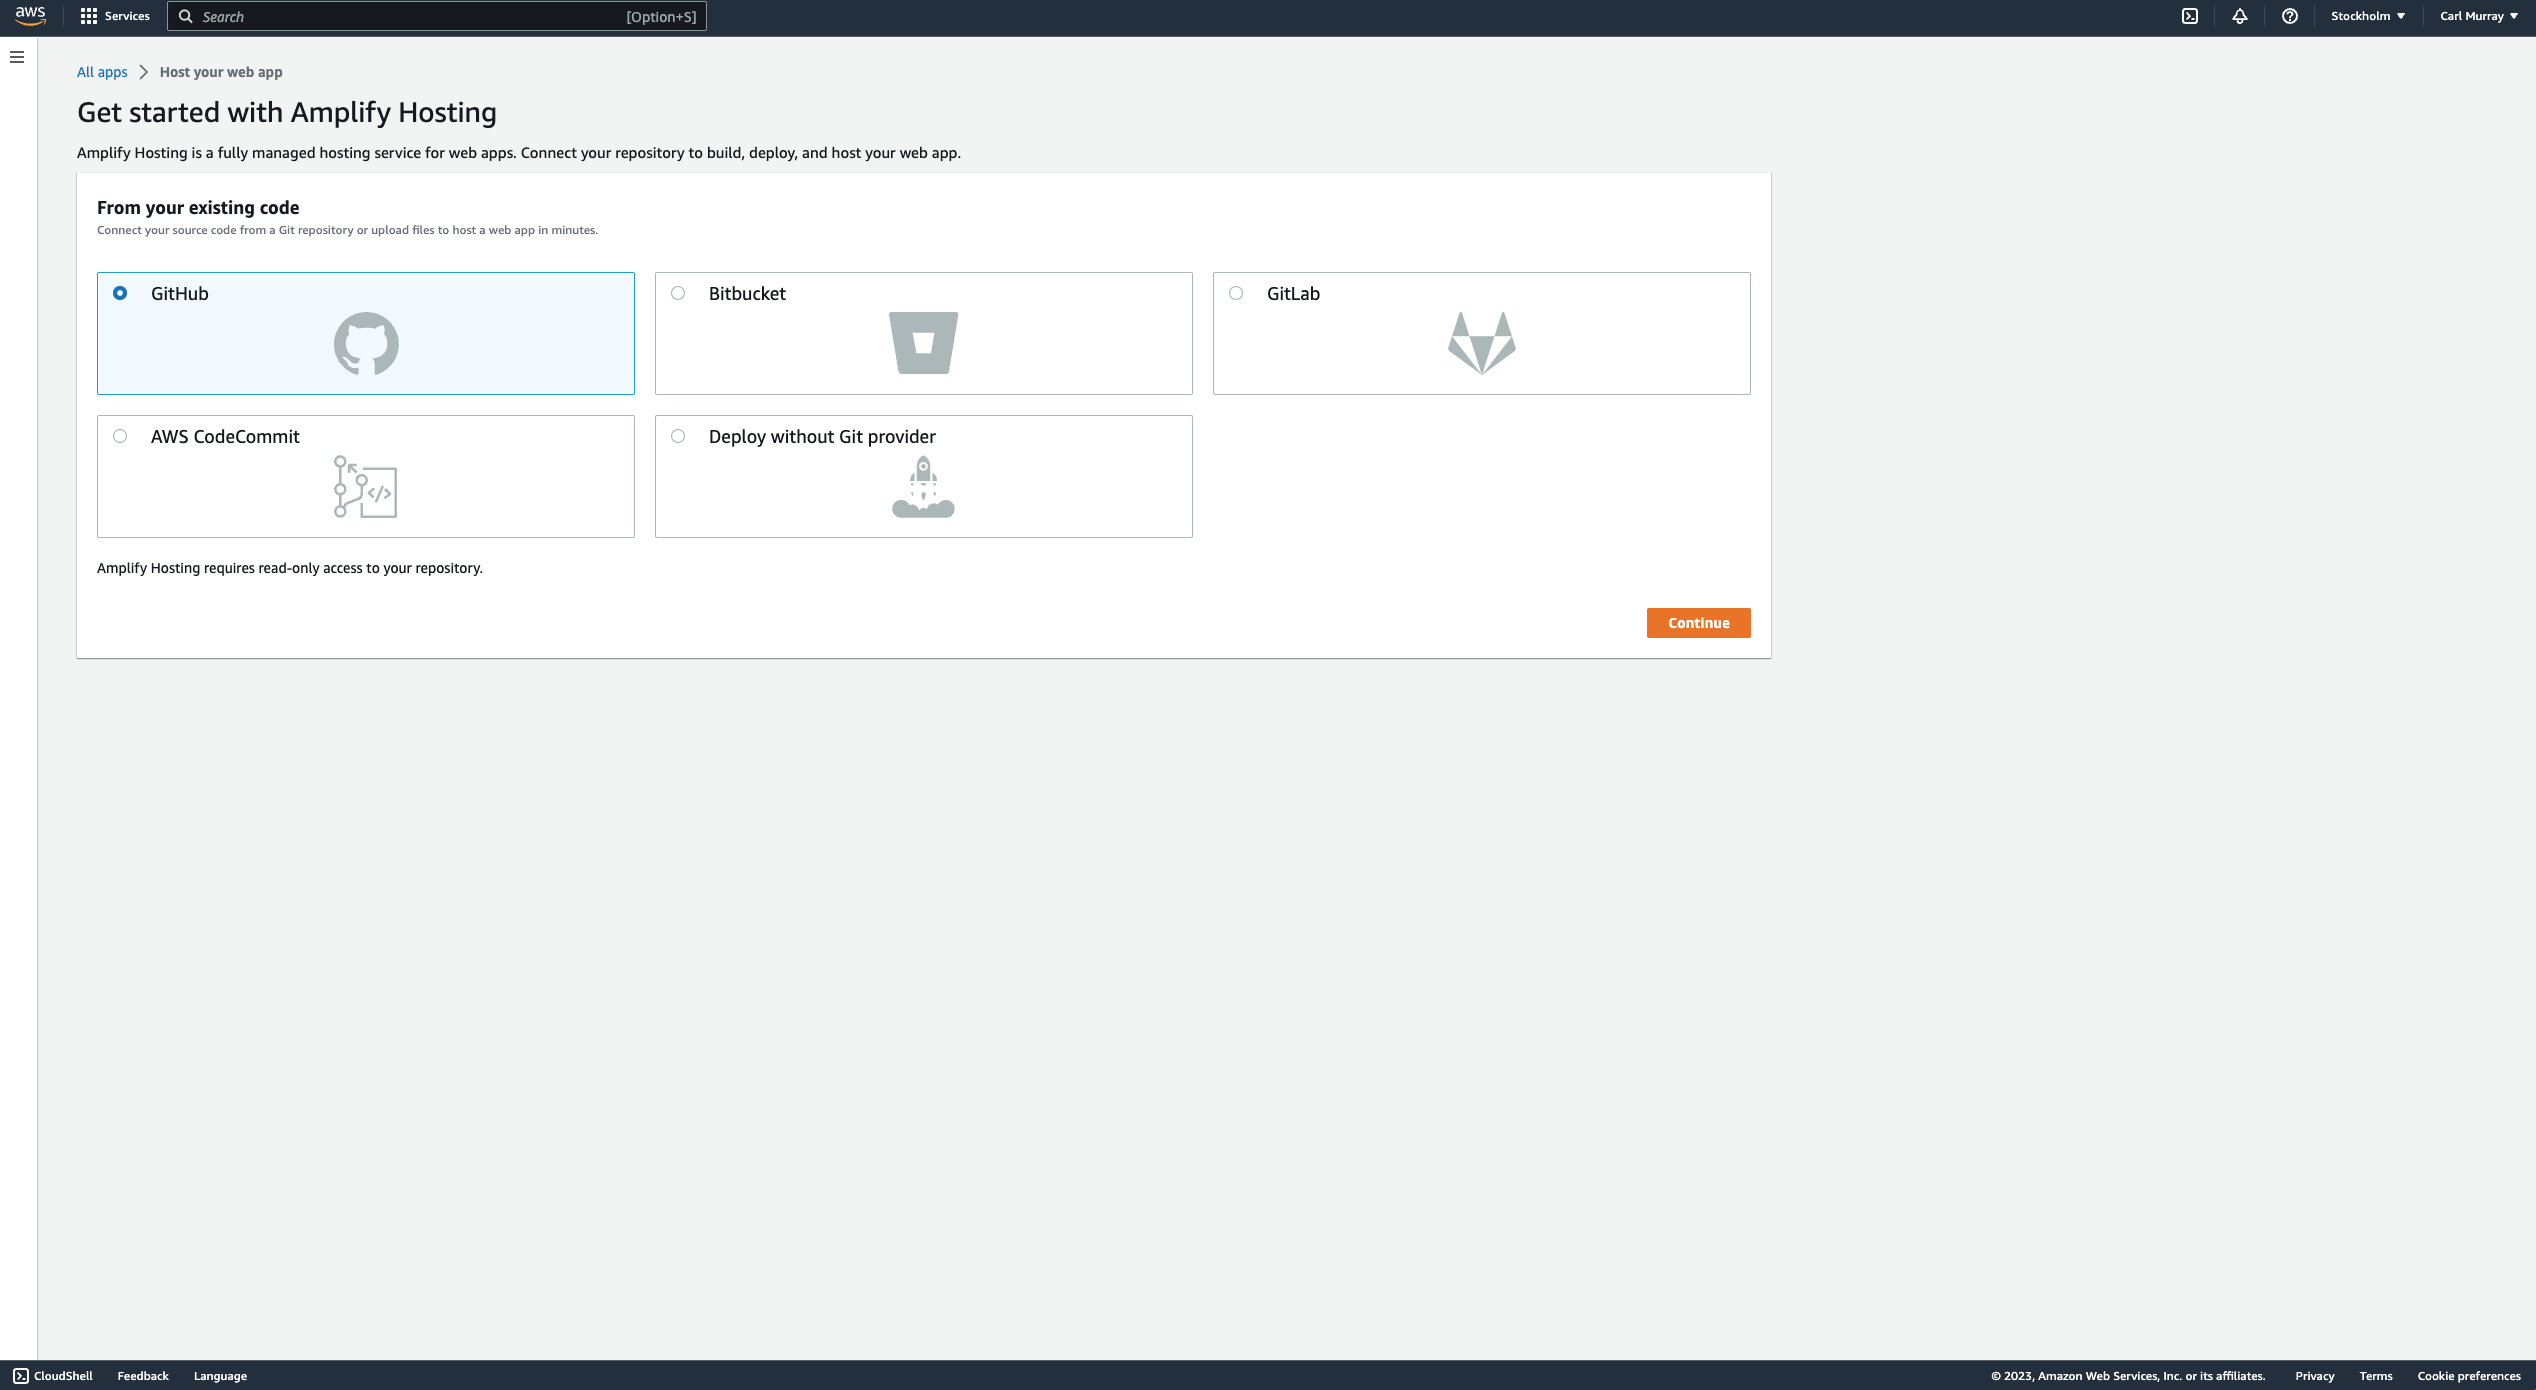 aws Services Search [Option+S] Stockholm Carl Murray
All apps Host your web app
Get started with Amplify Hosting
Amplify Hosting is a fully managed hosting service for web apps. Connect your repository to build, deploy, and host your web app.
From your existing code
Connect your source code from a Git repository or upload files to host a web app in minutes.
GitHub Bitbucket GitLab
AWS CodeCommit Deploy without Git provider
Amplify Hosting requires read-only access to your repository.
Continue
CloudShell Feedback Language © 2023, Amazon Web Services, Inc. or its affiliates. Privacy Terms Cookie preferences